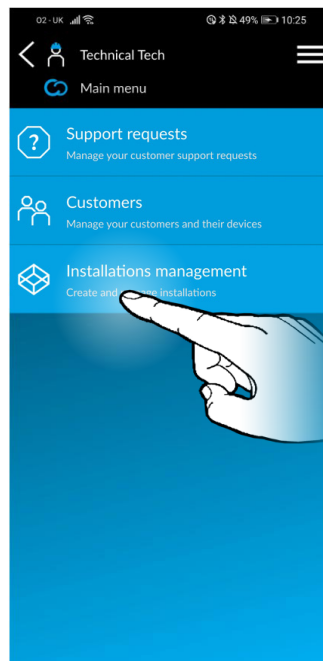 O2 - UK 49% 10:25
Technical Tech
Main menu
Support requests
Manage your customer support requests
Customers
Manage your customers and their devices
Installations management
Create and installations